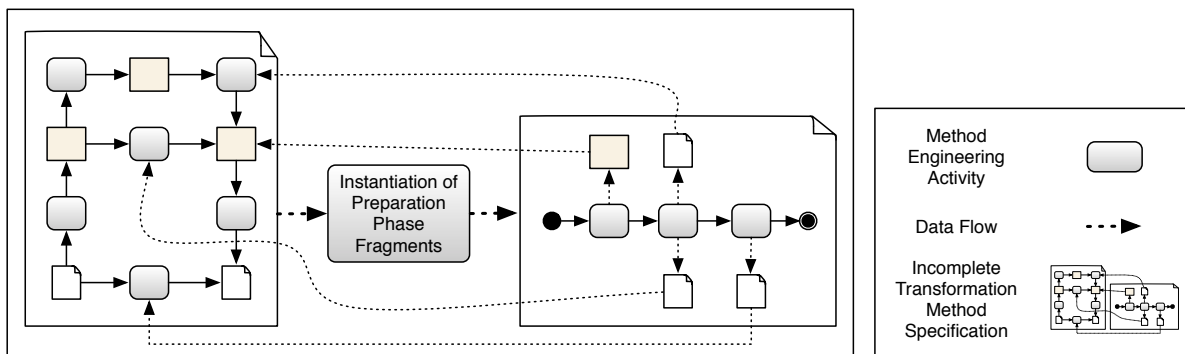 Instantiation of
Preparation
Phase
Fragments
Method
Engineering
Activity
Data Flow
Incomplete
Transformation
Method
Specification